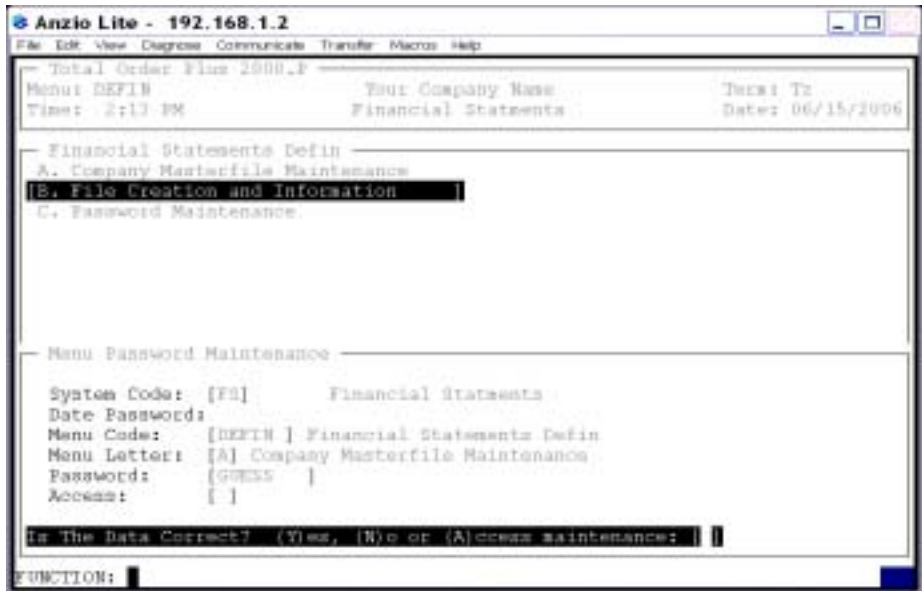 Anzio Lite - 192.168.1.2
File Edit View Diagnose Communicate Transfer Macros Help
Total Order Plus 2000.P
Menu: DEFIN Your Company Name Term: Tz
Time: 2:13 PM Financial Statments Date: 06/15/2006
Financial Statements Defin
A. Company Masterfile Maintenance
[B. File Creation and Information ]
C. Password Maintenance
Menu Password Maintenance
System Code: [FS] Financial Statments
Date Password:
Menu Code: [DEFIN ] Financial Statements Defin
Menu Letter: [A] Company Masterfile Maintenance
Password: [GUESS ]
Access: [ ]
Is The Data Correct? (Y)es, (N)o or (A)ccess maintenance: [ ]
FUNCTION: